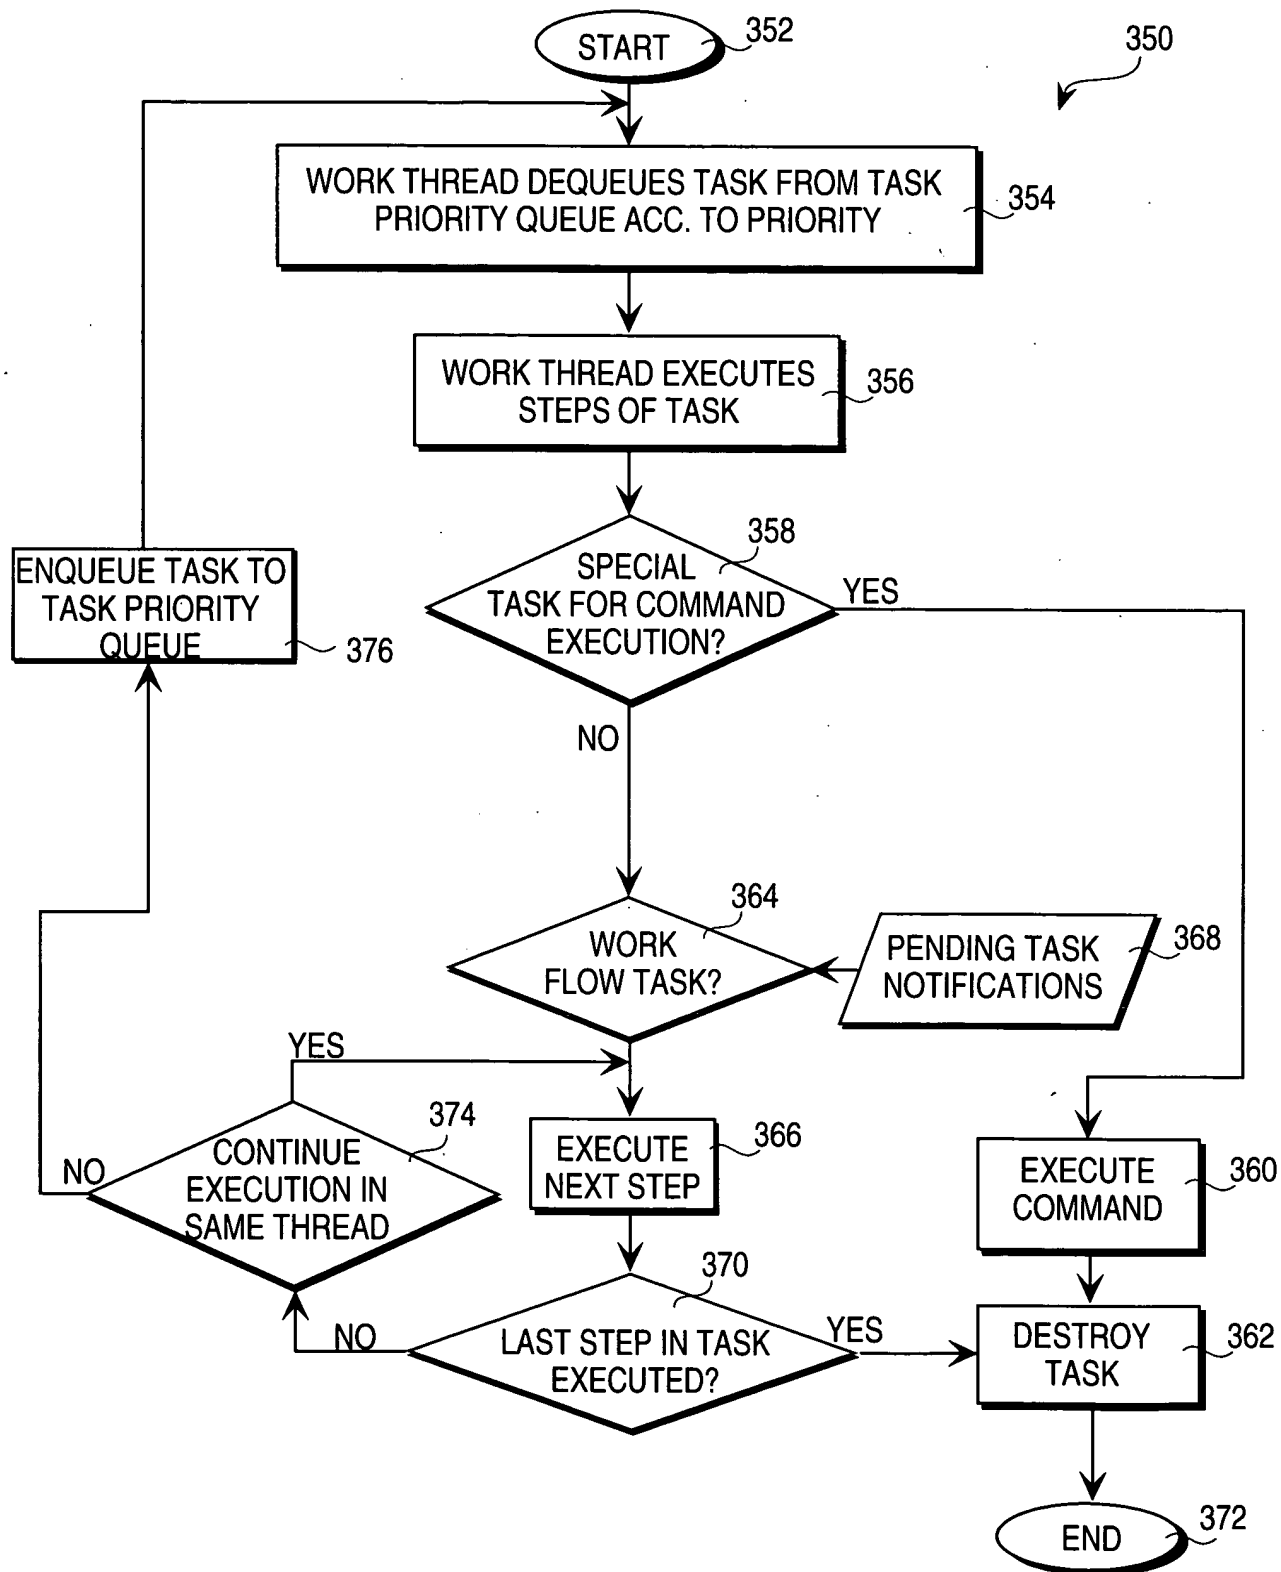 START
352
350
WORK THREAD DEQUEUES TASK FROM TASK
PRIORITY QUEUE ACC. TO PRIORITY
354
WORK THREAD EXECUTES
STEPS OF TASK
356
358
SPECIAL
TASK FOR COMMAND
EXECUTION?
YES
NO
ENQUEUE TASK TO
TASK PRIORITY
QUEUE
376
364
WORK
FLOW TASK?
PENDING TASK
NOTIFICATIONS
368
YES
374
CONTINUE
EXECUTION IN
SAME THREAD
NO
EXECUTE
NEXT STEP
366
EXECUTE
COMMAND
360
370
LAST STEP IN TASK
EXECUTED?
NO
YES
DESTROY
TASK
362
END
372